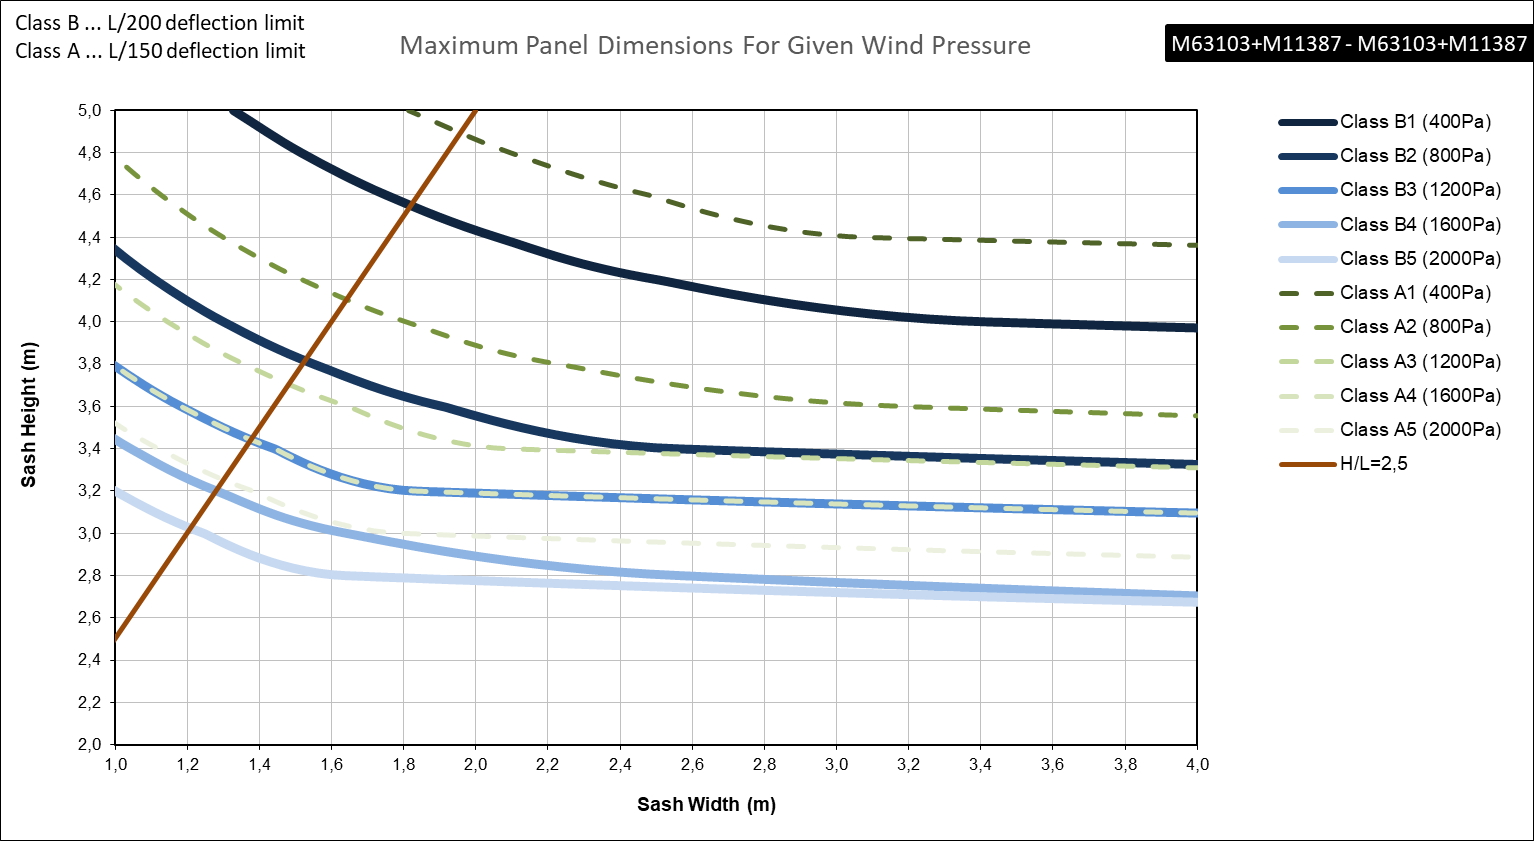 Class B ... L/200 deflection limit
Class A ... L/150 deflection limit
Maximum Panel Dimensions For Given Wind Pressure
M63103+M11387 - M63103+M11387
5,0
4,8
4,6
4,4
4,2
4,0
3,8
3,6
3,4
3,2
3,0
2,8
2,6
2,4
2,2
2,0
Sash Height (m)
1,0 1,2 1,4 1,6 1,8 2,0 2,2 2,4 2,6 2,8 3,0 3,2 3,4 3,6 3,8 4,0
Sash Width (m)
Class B1 (400Pa)
Class B2 (800Pa)
Class B3 (1200Pa)
Class B4 (1600Pa)
Class B5 (2000Pa)
Class A1 (400Pa)
Class A2 (800Pa)
Class A3 (1200Pa)
Class A4 (1600Pa)
Class A5 (2000Pa)
H/L=2,5